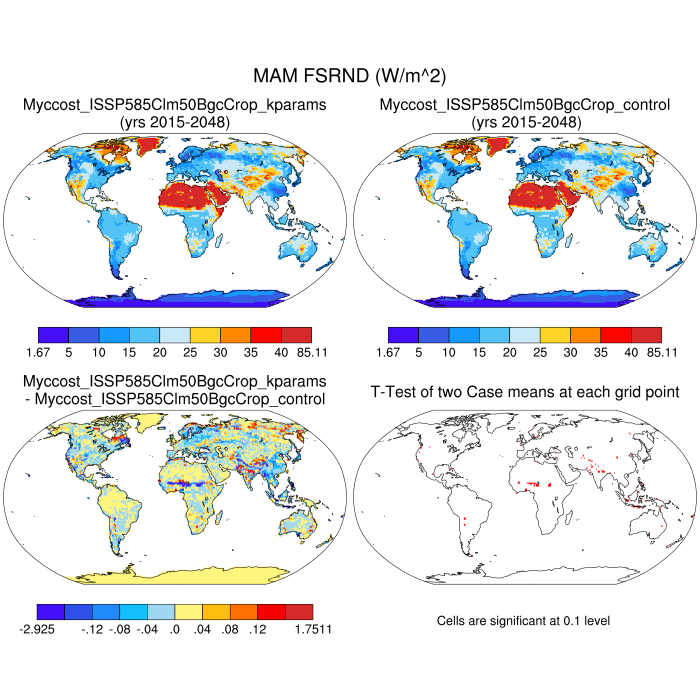 MAM FSRND (W/m^2)
Myccost_ISSP585Clm50BgcCrop_kparams
(yrs 2015-2048)
Myccost_ISSP585Clm50BgcCrop_control
(yrs 2015-2048)
1.67 5 10 15 20 25 30 35 40 85.11
1.67 5 10 15 20 25 30 35 40 85.11
Myccost_ISSP585Clm50BgcCrop_kparams
- Myccost_ISSP585Clm50BgcCrop_control
T-Test of two Case means at each grid point
-2.925 -.12 -.08 -.04 .0 .04 .08 .12 1.7511
Cells are significant at 0.1 level